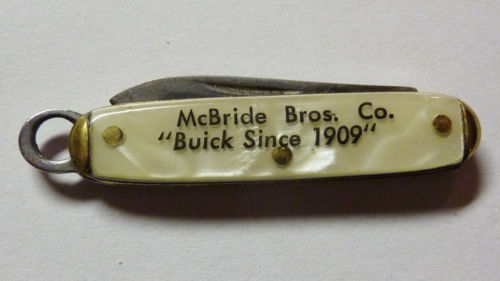 McBride Bros. Co.
"Buick Since 1909"